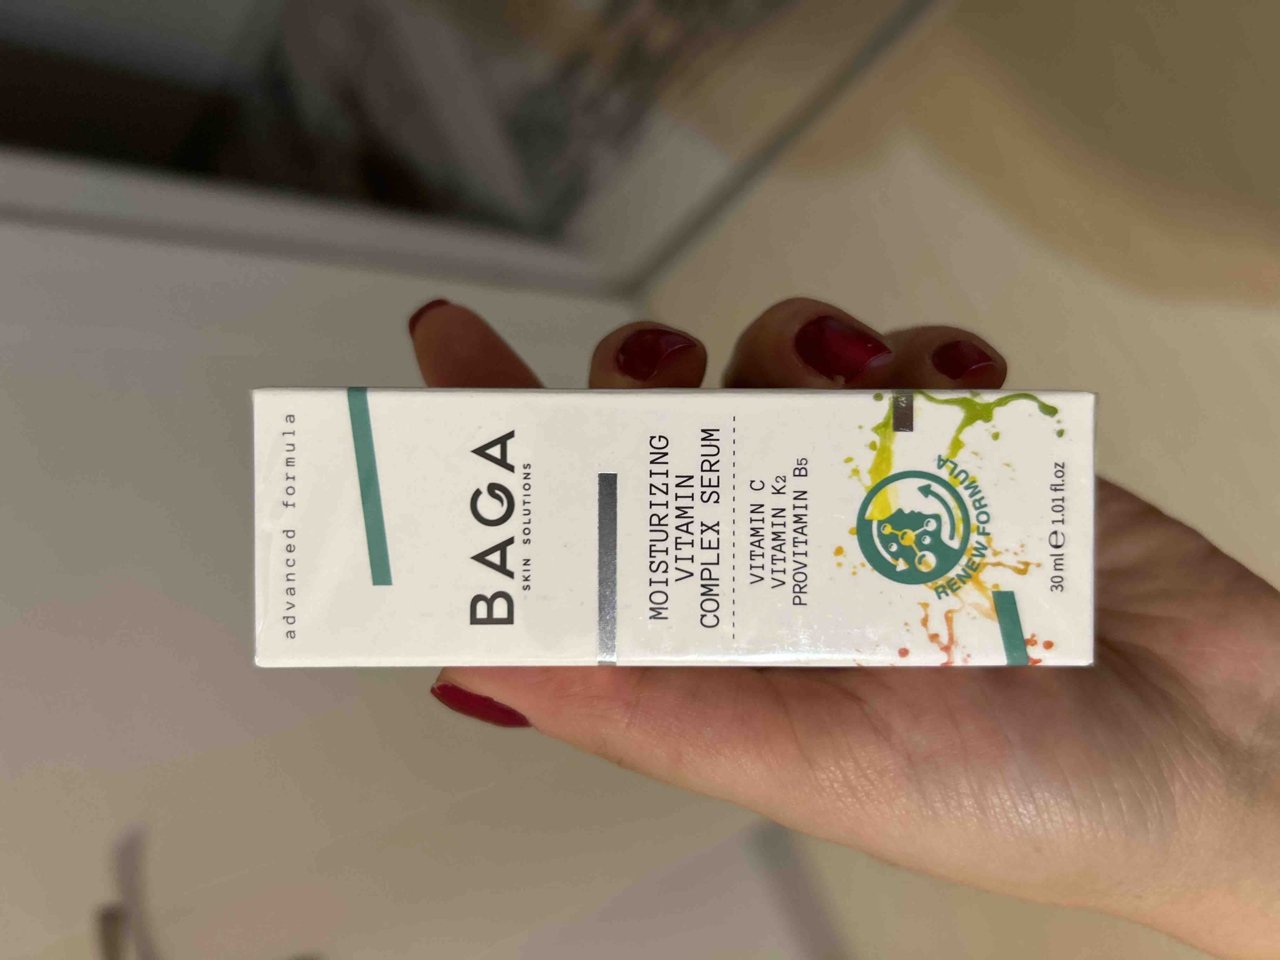 advanced formula
BAGA
SKIN SOLUTIONS
MOISTURIZING
VITAMIN
COMPLEX SERUM
VITAMIN C
VITAMIN K2
PROVITAMIN B5
RENEW FORMULA
30 ml e 1.01 fl.oz